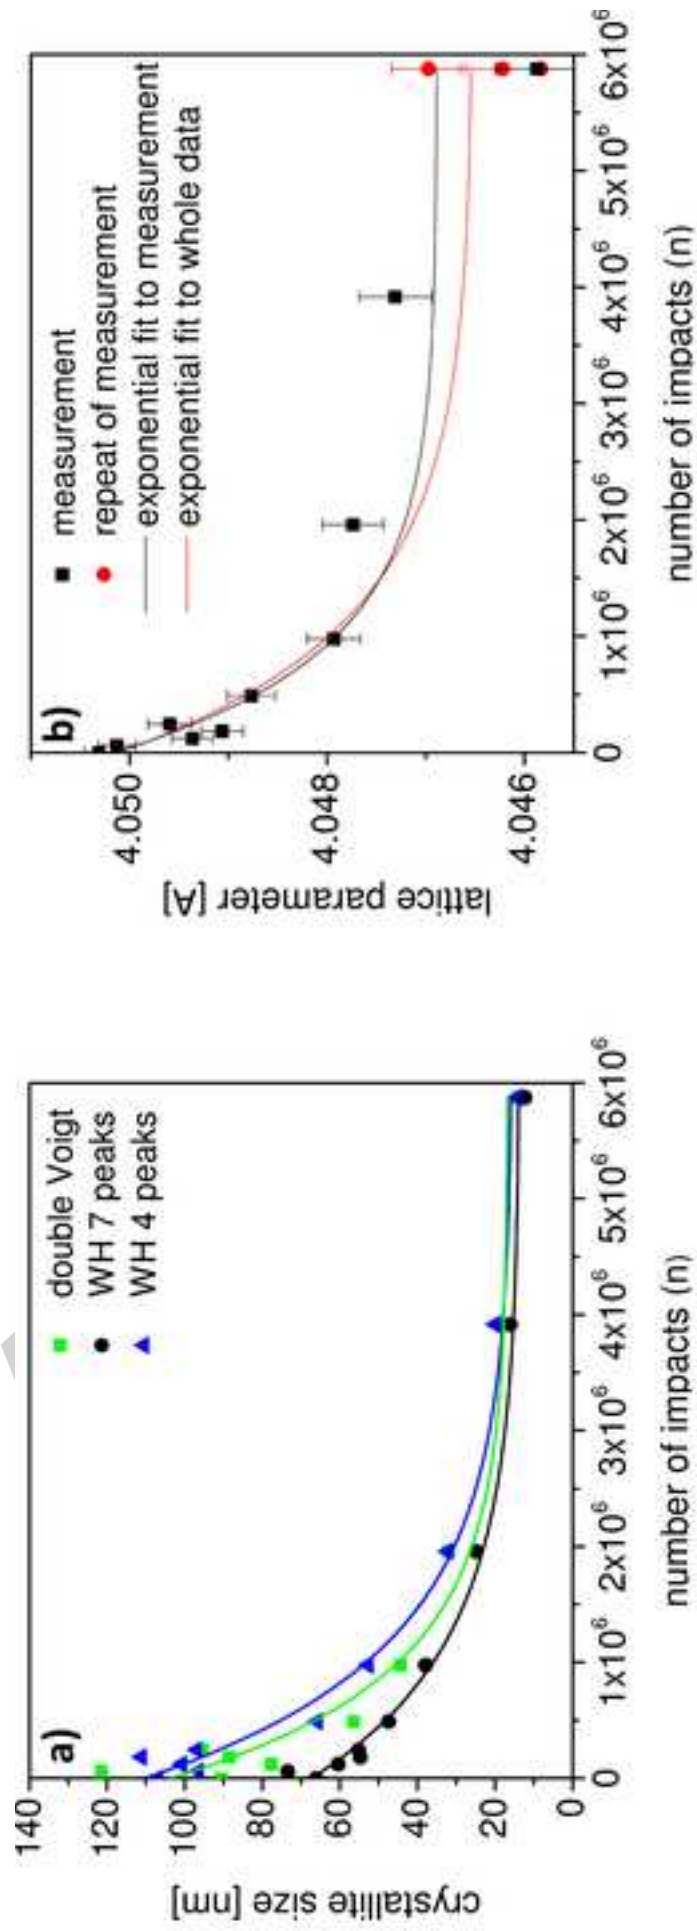 a)
double Voigt
WH 7 peaks
WH 4 peaks
140
120
100
80
60
40
20
0
crystallite size [nm]
0
1x10⁶
2x10⁶
3x10⁶
4x10⁶
5x10⁶
6x10⁶
number of impacts (n)
b)
measurement
repeat of measurement
exponential fit to measurement
exponential fit to whole data
4.050
4.048
4.046
lattice parameter [A]
0
1x10⁶
2x10⁶
3x10⁶
4x10⁶
5x10⁶
6x10⁶
number of impacts (n)